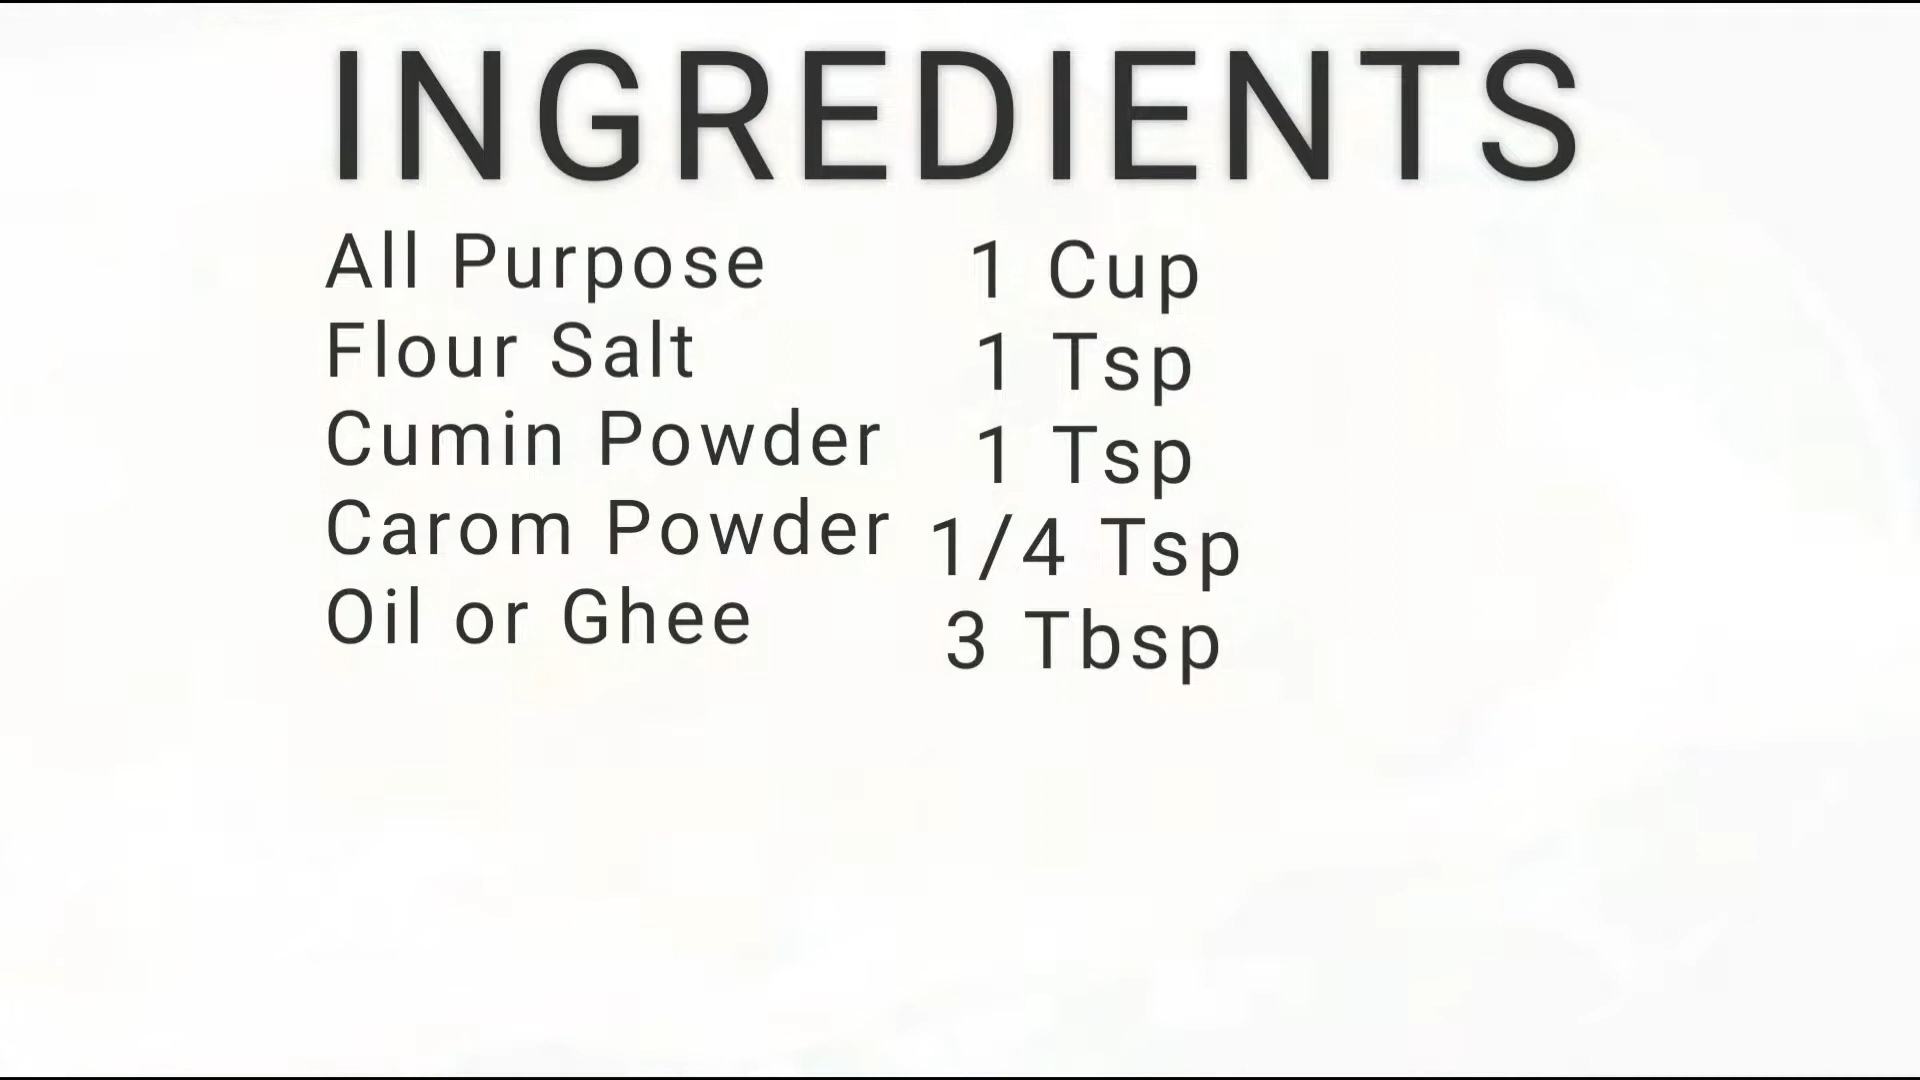 INGREDIENTS
All Purpose 1 Cup
Flour Salt 1 Tsp
Cumin Powder 1 Tsp
Carom Powder 1/4 Tsp
Oil or Ghee 3 Tbsp